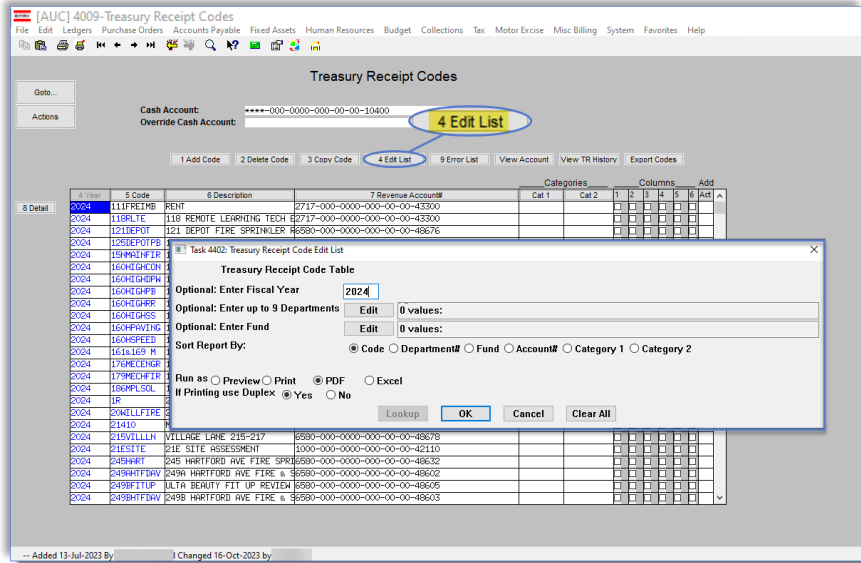 [AUC] 4009-Treasury Receipt Codes
File Edit Ledgers Purchase Orders Accounts Payable Fixed Assets Human Resources Budget Collections Tax Motor Excise Misc Billing System Favorites Help
Treasury Receipt Codes
Goto...
Actions
Cash Account: ****-000-0000-000-00-00-10400
Override Cash Account:
4 Edit List
1 Add Code 2 Delete Code 3 Copy Code 4 Edit List 9 Error List View Account View TR History Export Codes
Categories Columns Add
4 Year 5 Code 6 Description 7 Revenue Account# Cat 1 Cat 2 1 2 3 4 5 6 Act
8 Detail
2024 111FREIMB RENT 2717-000-0000-000-00-00-43300
2024 118RLTE 118 REMOTE LEARNING TECH E 2717-000-0000-000-00-00-43300
2024 121DEPOT 121 DEPOT FIRE SPRINKLER R 6580-000-0000-000-00-00-48676
2024 125DEPOTPB 1
2024 15NMAINFIR 1
2024 160HIGHCON 1
2024 160HIGHDPW 1
2024 160HIGHPB 1
2024 160HIGHRR 1
2024 160HIGHSS 1
2024 160HPAVING 1
2024 160HSPEED 1
2024 161&169 M 1
2024 176MECENGR 1
2024 179MECHFIR 1
2024 186MPLSOL 1
2024 1R 2
2024 20WILLFIRE 2
2024 21410
Task 4402: Treasury Receipt Code Edit List
Treasury Receipt Code Table
Optional: Enter Fiscal Year 2024
Optional: Enter up to 9 Departments Edit 0 values:
Optional: Enter Fund Edit 0 values:
Sort Report By: Code Department# Fund Account# Category 1 Category 2
Run as Preview Print PDF Excel
If Printing use Duplex Yes No
Lookup OK Cancel Clear All
2024 215VILLLN VILLAGE LANE 215-217 6580-000-0000-000-00-00-48678
2024 21ESITE 21E SITE ASSESSMENT 1000-000-0000-000-00-00-42110
2024 245HART 245 HARTFORD AVE FIRE SPRI 6580-000-0000-000-00-00-48632
2024 249AHTFDAV 249A HARTFORD AVE FIRE & S 6580-000-0000-000-00-00-48602
2024 249BFITUP ULTA BEAUTY FIT UP REVIEW 6580-000-0000-000-00-00-48605
2024 249BHTFDAV 249B HARTFORD AVE FIRE & S 6580-000-0000-000-00-00-48603
-- Added 13-Jul-2023 By l Changed 16-Oct-2023 by